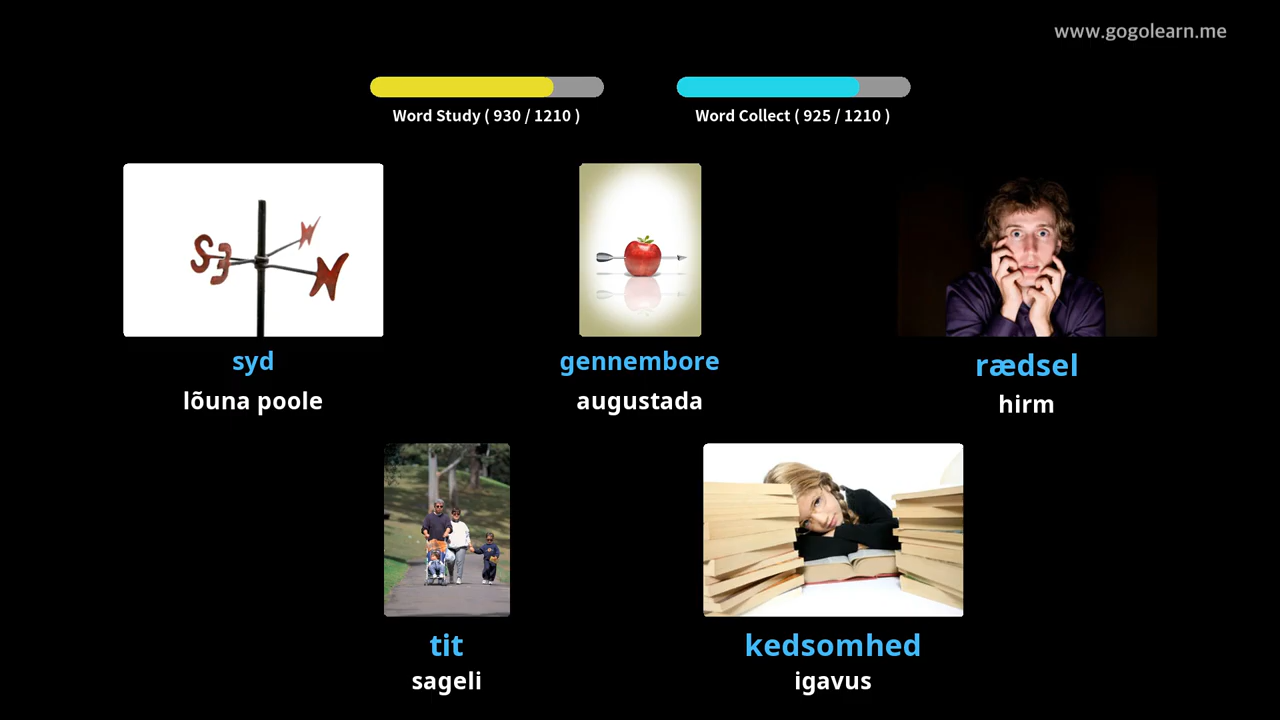 www.gogolearn.me
Word Study ( 930 / 1210 )
Word Collect ( 925 / 1210 )
syd
lõuna poole
gennembore
augustada
rædsel
hirm
tit
sageli
kedsomhed
igavus